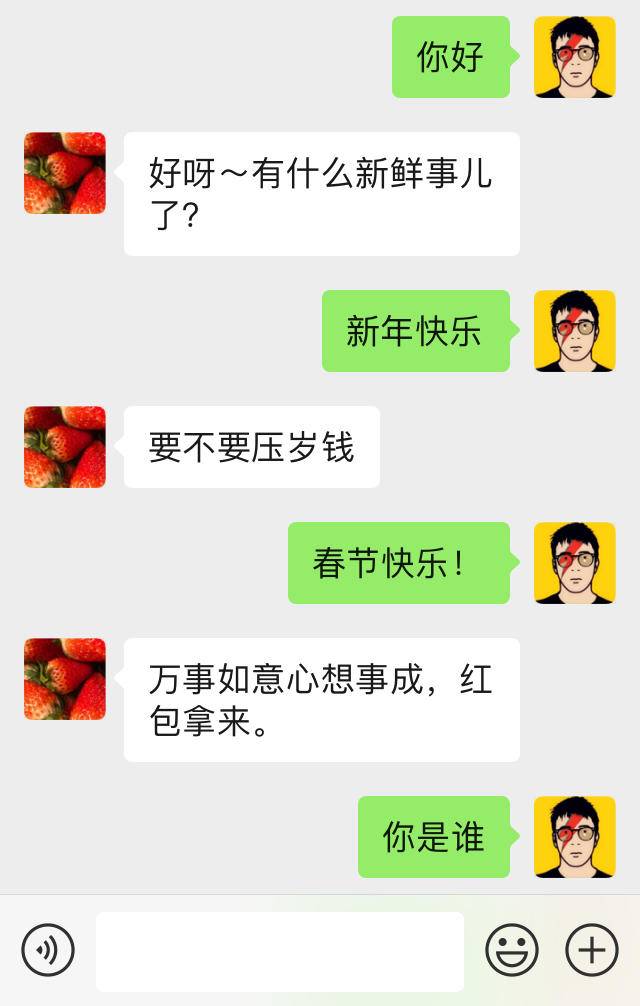 你好
好呀～有什么新鲜事儿
了？
新年快乐
要不要压岁钱
春节快乐！
万事如意心想事成，红
包拿来。
你是谁